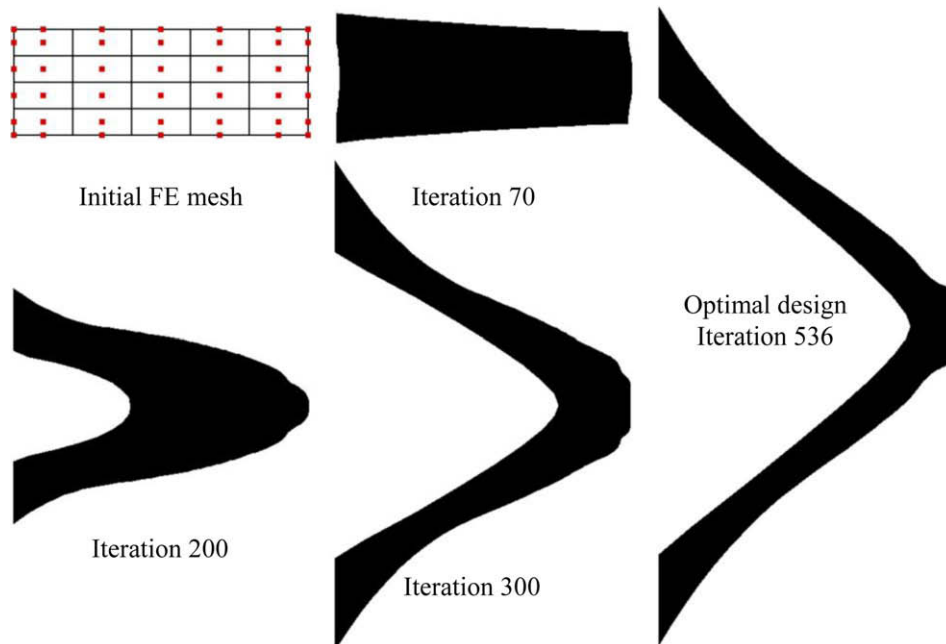 Initial FE mesh
Iteration 70
Optimal design
Iteration 536
Iteration 200
Iteration 300